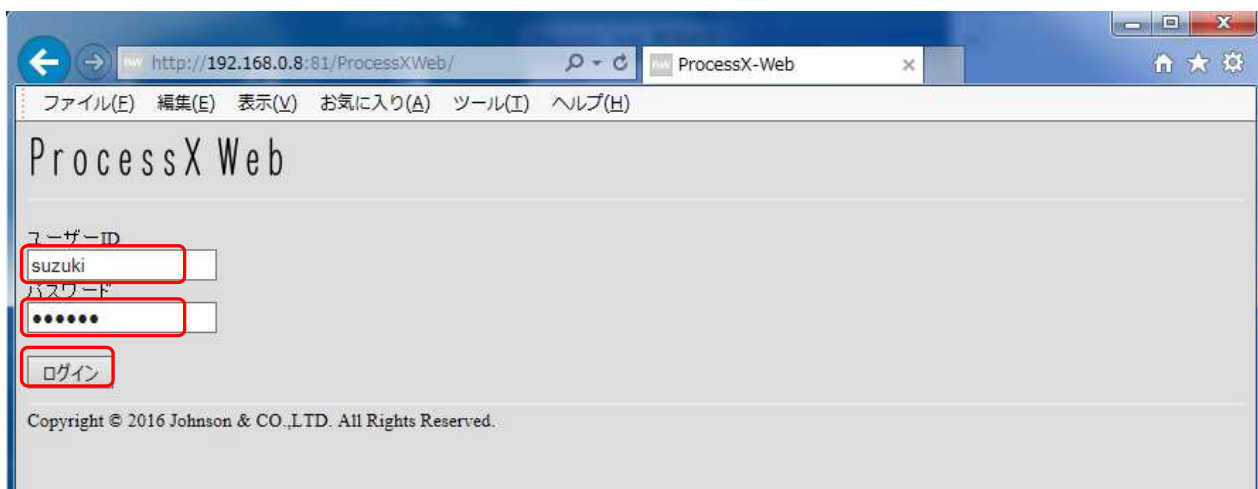 http://192.168.0.8:81/ProcessXWeb/ ProcessX-Web
ファイル(F) 編集(E) 表示(V) お気に入り(A) ツール(T) ヘルプ(H)
ProcessX Web
ユーザーID
suzuki
パスワード
●●●●●●
ログイン
Copyright © 2016 Johnson & CO.,LTD. All Rights Reserved.